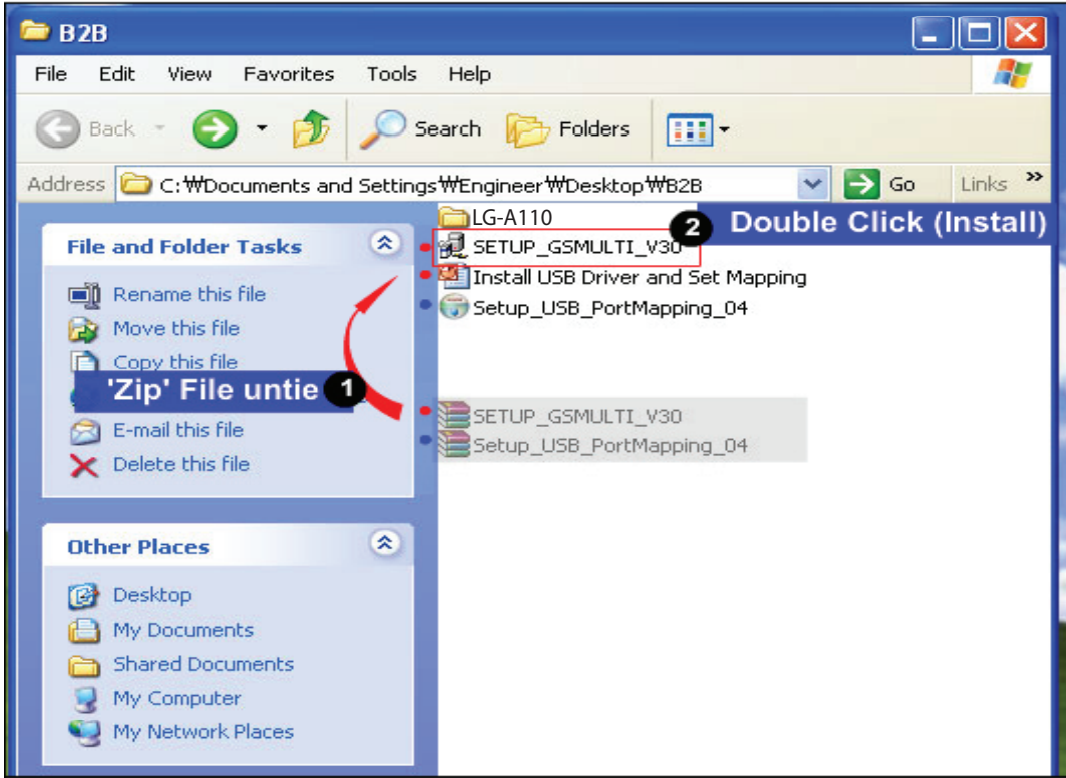 B2B
File Edit View Favorites Tools Help
Back Search Folders
Address C:₩Documents and Settings₩Engineer₩Desktop₩B2B Go Links »
File and Folder Tasks
Rename this file
Move this file
Copy this file
'Zip' File untie 1
E-mail this file
Delete this file
Other Places
Desktop
My Documents
Shared Documents
My Computer
My Network Places
LG-A110
SETUP_GSMULTI_V30
2 Double Click (Install)
Install USB Driver and Set Mapping
Setup_USB_PortMapping_04
SETUP_GSMULTI_V30
Setup_USB_PortMapping_04